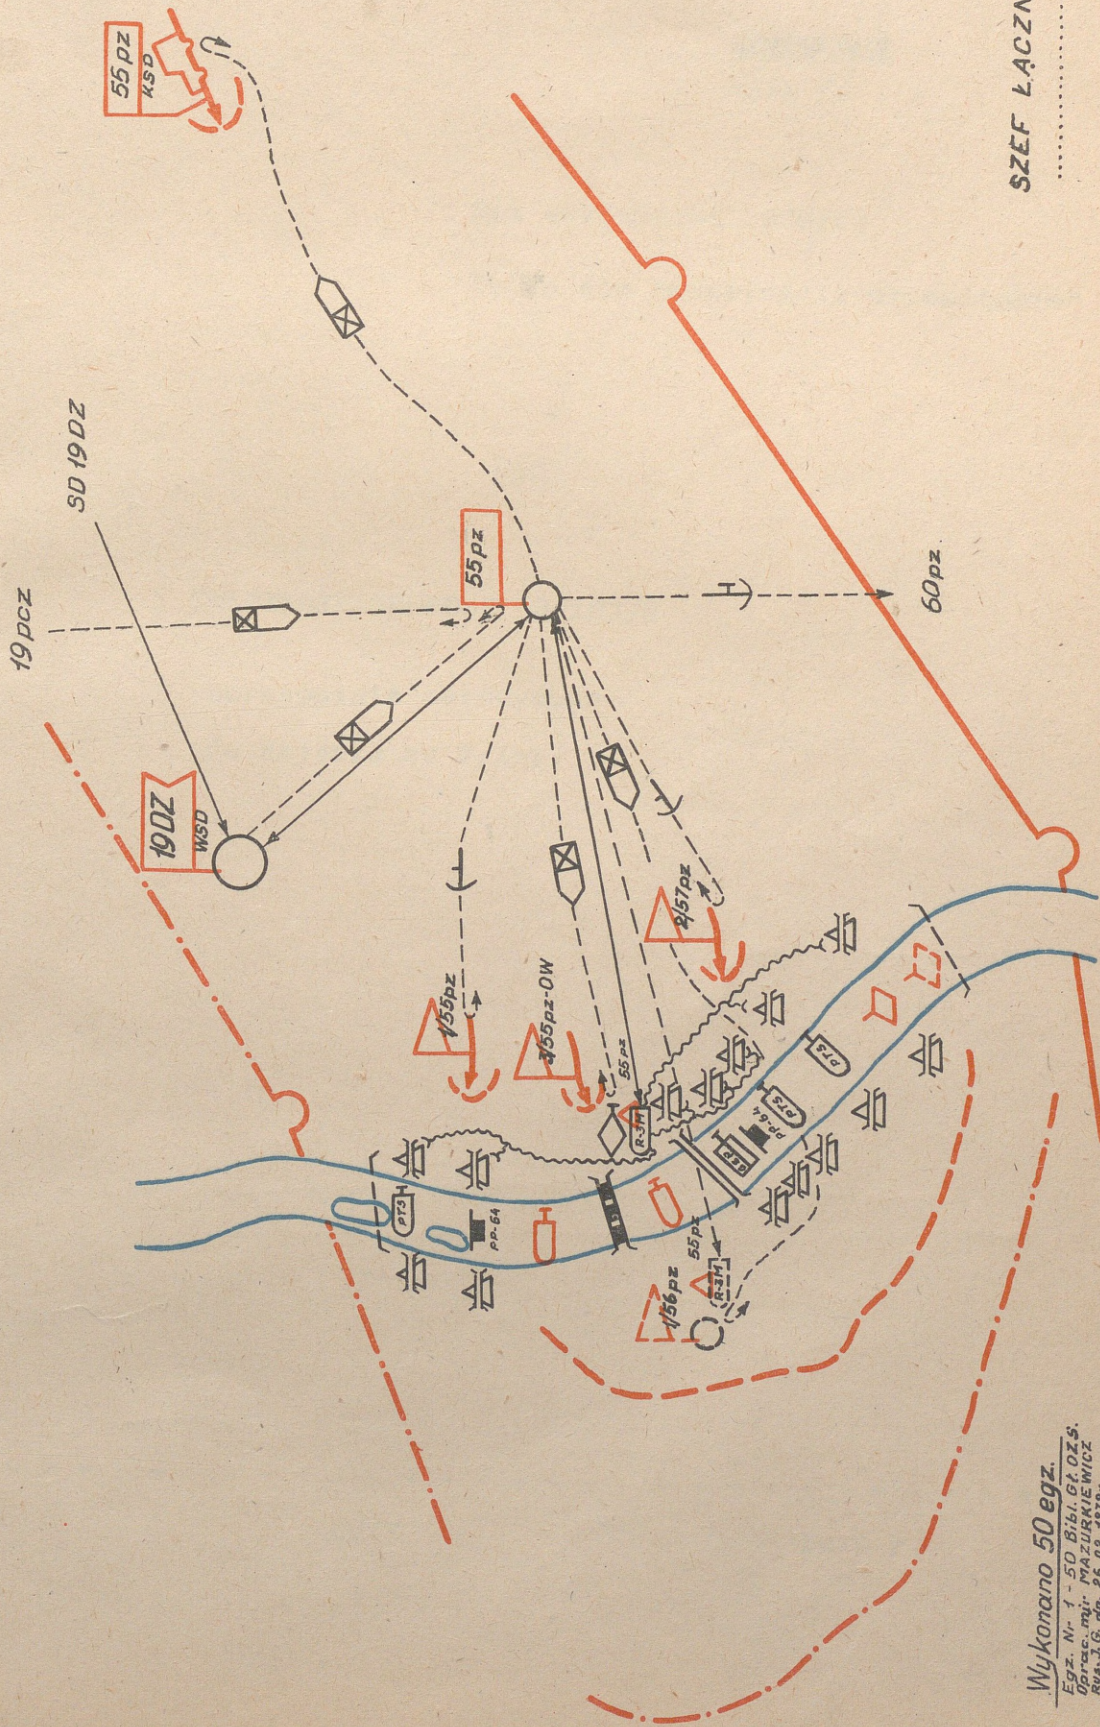 55pz
KSD
SZEF ŁĄCZN
SD 19DZ
19pcz
55pz
60pz.
19DZ
WSD
1/55pz
3/55pz-OW
2/57pz
55pz
R-3M
PTS
PTS
PP-64
PTS
PP-64
55pz
1/56pz
R-3M
Wykonano 50 egz.
Egz. Nr 1-50 Bibl. Gł. OZS.
Oprac. mjr MAZURKIEWICZ